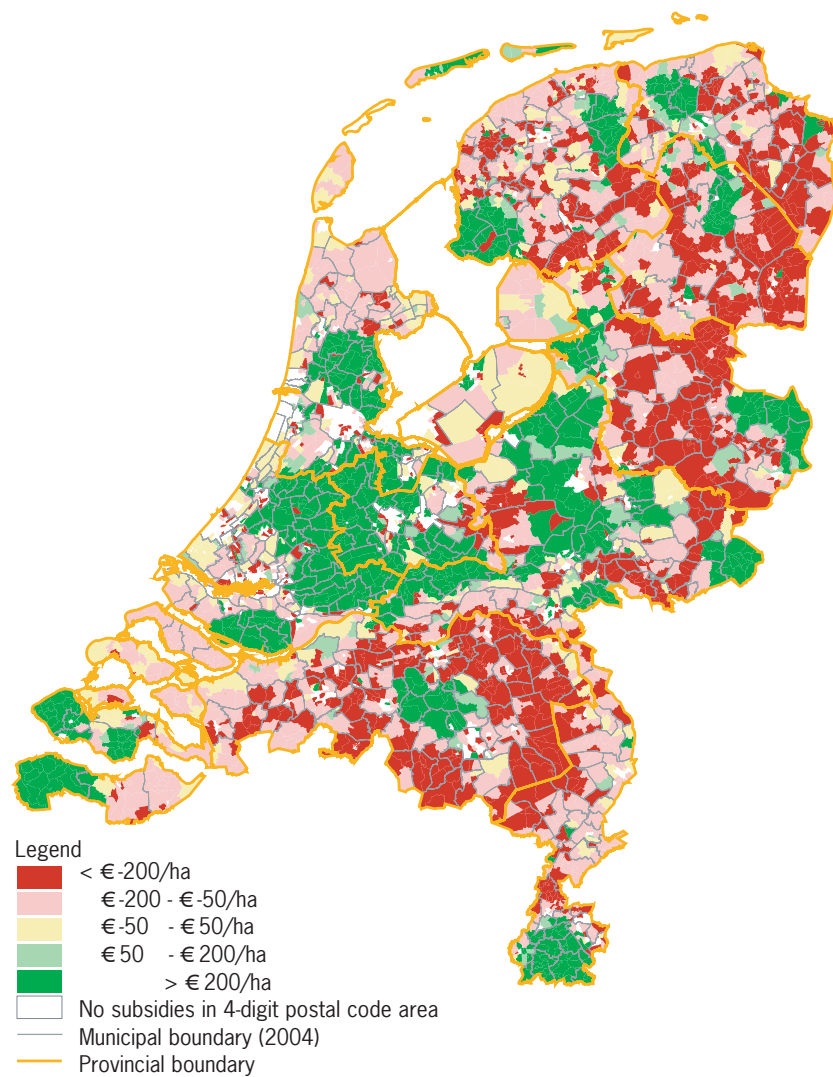 Legend
< € -200/ha
€ -200 - € -50/ha
€ -50 - € 50/ha
€ 50 - € 200/ha
> € 200/ha
No subsidies in 4-digit postal code area
Municipal boundary (2004)
Provincial boundary